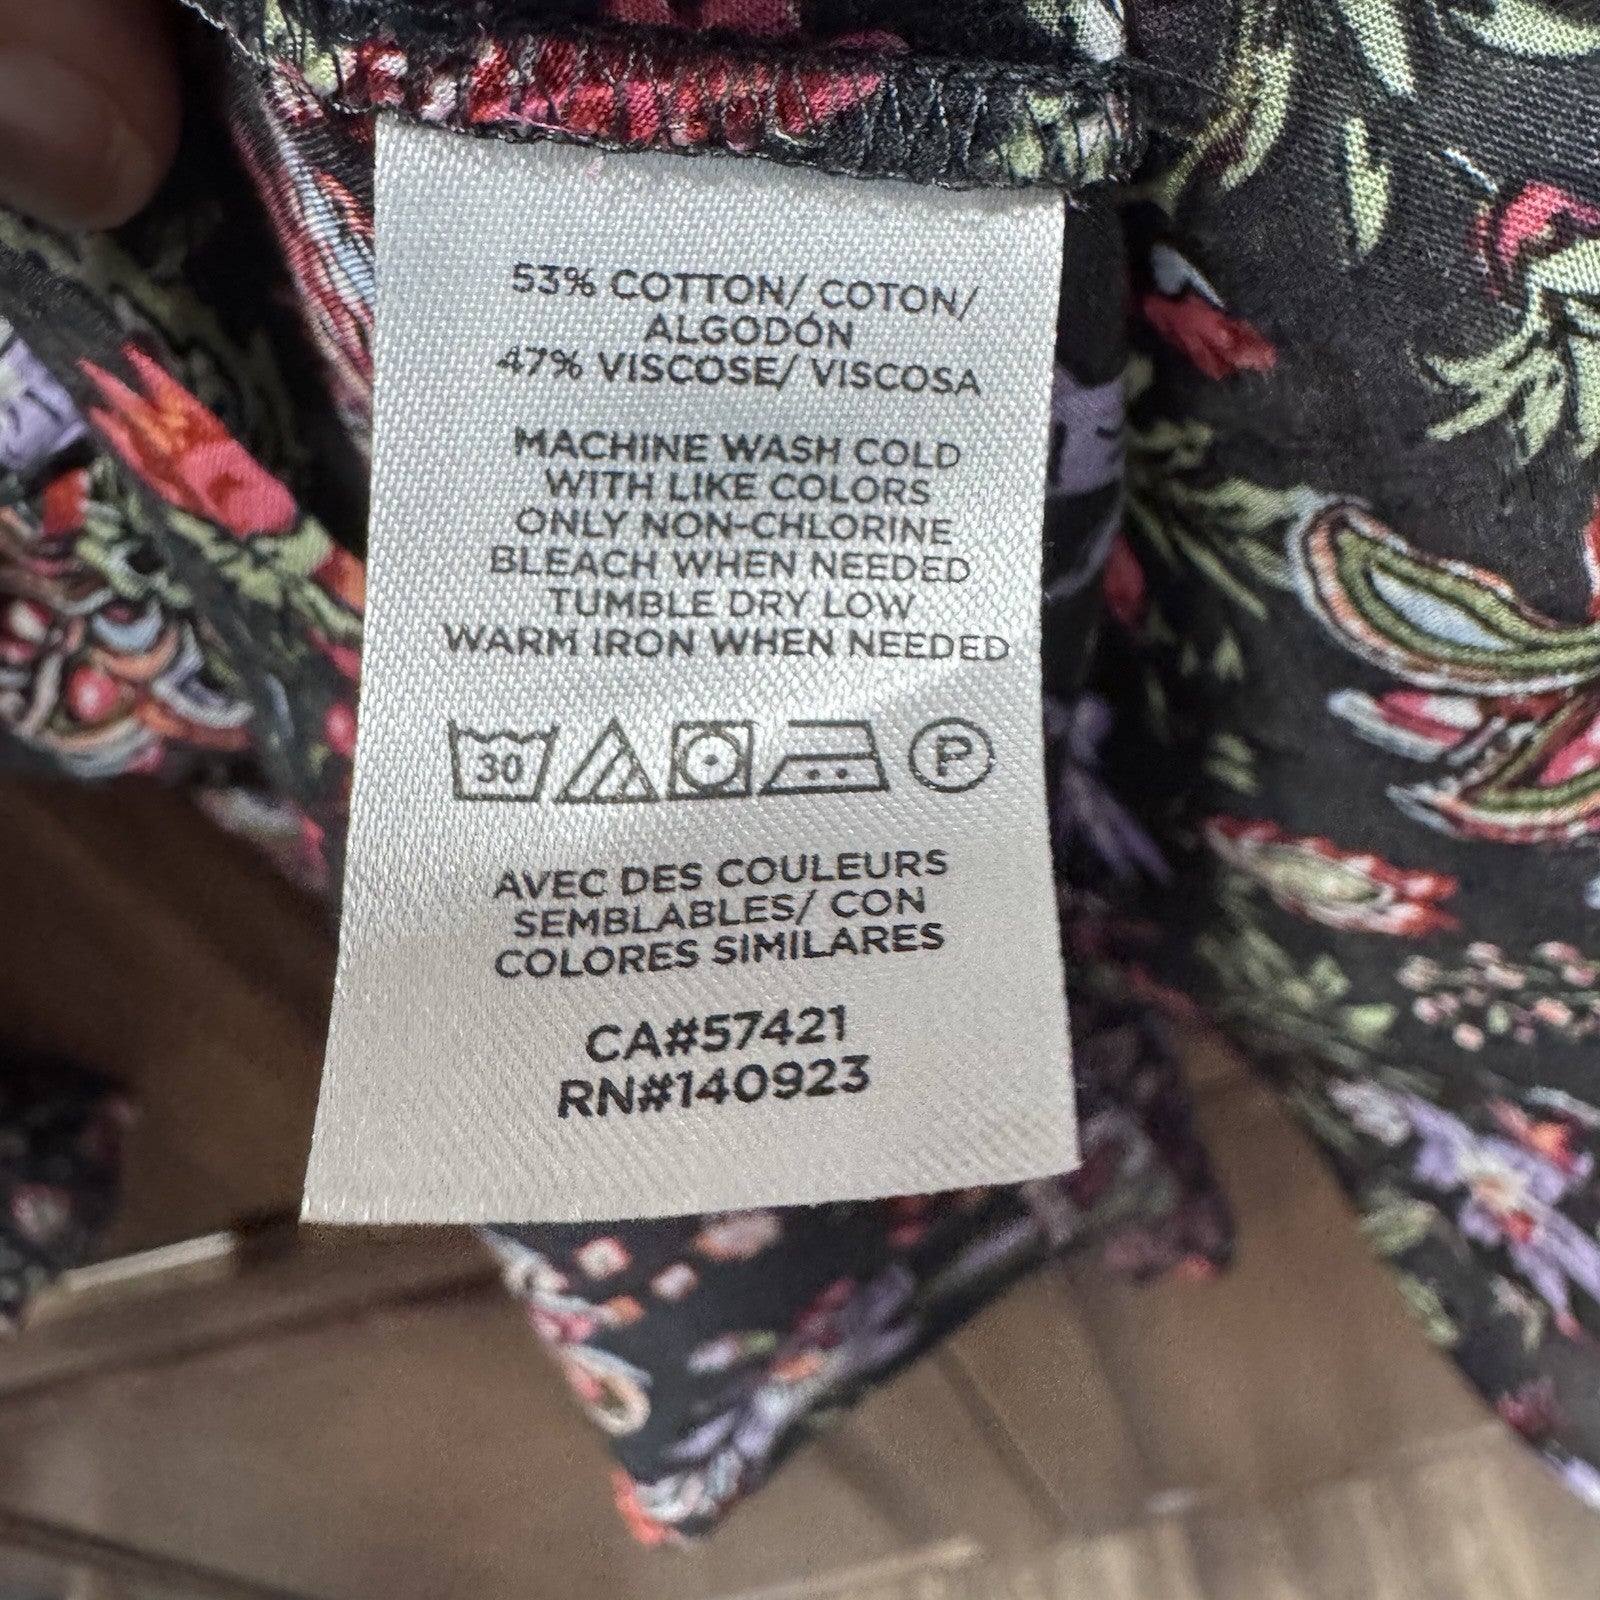 53% COTTON/ COTON/
ALGODÓN
47% VISCOSE/ VISCOSA
MACHINE WASH COLD
WITH LIKE COLORS
ONLY NON-CHLORINE
BLEACH WHEN NEEDED
TUMBLE DRY LOW
WARM IRON WHEN NEEDED
30 P
AVEC DES COULEURS
SEMBLABLES/ CON
COLORES SIMILARES
CA#57421
RN#140923